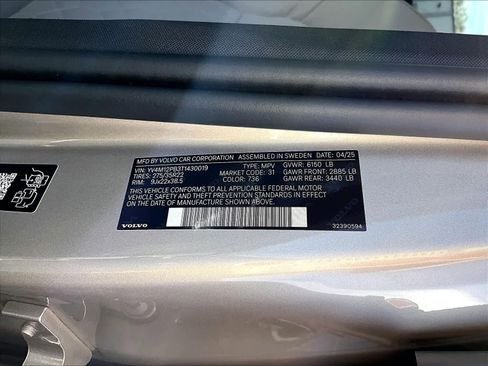 MFD. BY VOLVO CAR CORPORATION ASSEMBLED IN SWEDEN 04/25
VIN: YV4M12PB3T1430019 TYPE: MPV GVWR: 6150 LB
TIRES: 275/35R22 MARKET CODE: 31 GAWR FRONT: 2885 LB
RIM: 9Jx22x38.5 COLOR: 736 GAWR REAR: 3440 LB
THIS VEHICLE CONFORMS TO ALL APPLICABLE FEDERAL MOTOR
VEHICLE SAFETY AND THEFT PREVENTION STANDARDS IN EFFECT ON
THE DATE OF MANUFACTURE SHOWN ABOVE.
VOLVO 32390594